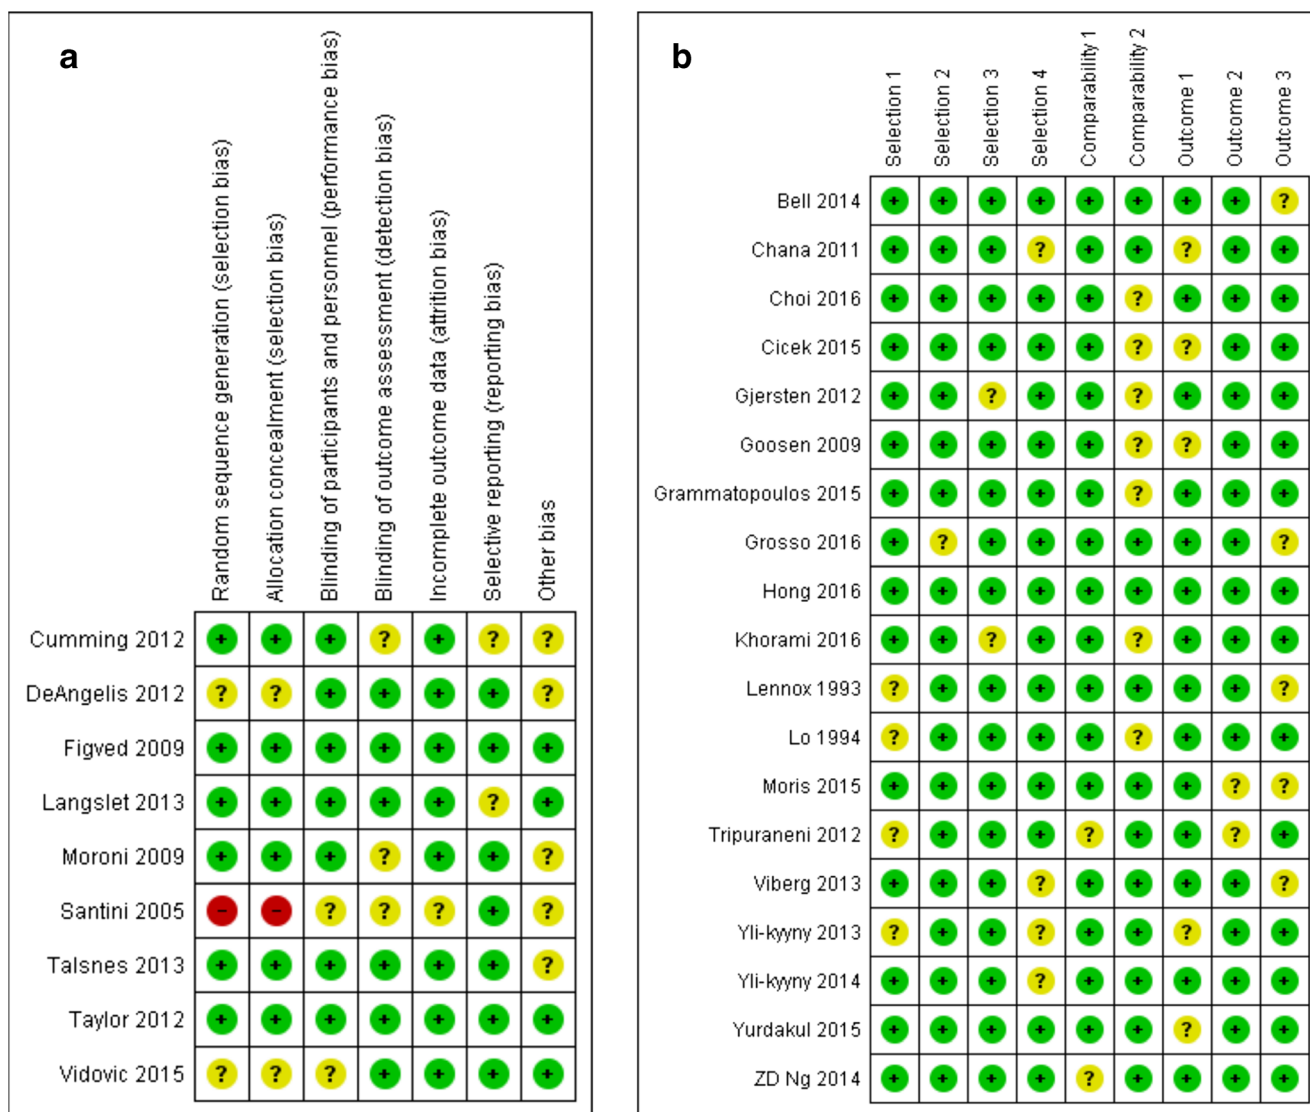 a
Random sequence generation (selection bias)
Allocation concealment (selection bias)
Blinding of participants and personnel (performance bias)
Blinding of outcome assessment (detection bias)
Incomplete outcome data (attrition bias)
Selective reporting (reporting bias)
Other bias
Cumming 2012 + + + ? + ? ?
DeAngelis 2012 ? ? + + + + ?
Figved 2009 + + + + + + +
Langslet 2013 + + + + + ? +
Moroni 2009 + + + ? + + ?
Santini 2005 - - ? ? ? + ?
Talsnes 2013 + + + + + + ?
Taylor 2012 + + + + + + +
Vidovic 2015 ? ? ? + + + +
b
Selection 1
Selection 2
Selection 3
Selection 4
Comparability 1
Comparability 2
Outcome 1
Outcome 2
Outcome 3
Bell 2014 + + + + + + + + ?
Chana 2011 + + + ? + + ? + +
Choi 2016 + + + + + ? + + +
Cicek 2015 + + + + + ? ? + +
Gjersten 2012 + + ? + + ? + + +
Goosen 2009 + + + + + ? ? + +
Grammatopoulos 2015 + + + + + ? + + +
Grosso 2016 + ? + + + + + + ?
Hong 2016 + + + + + + + + +
Khorami 2016 + + ? + + ? + + +
Lennox 1993 ? + + + + + + + ?
Lo 1994 ? + + + + ? + + +
Moris 2015 + + + + + + + ? ?
Tripuraneni 2012 ? + + + ? + + ? +
Viberg 2013 + + + ? + + + + ?
Yli-kyyny 2013 ? + + ? + + ? + +
Yli-kyyny 2014 + + + ? + + + + +
Yurdakul 2015 + + + + + + ? + +
ZD Ng 2014 + + + + ? + + + +